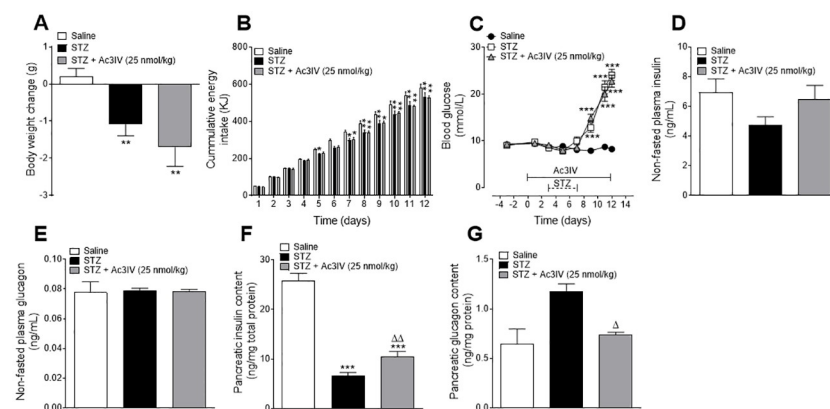 A
Saline
STZ
STZ + Ac3IV (25 nmol/kg)
Body weight change (g)
1
0
-1
-2
-3
**
**
B
Saline
STZ
STZ + Ac3IV (25 nmol/kg)
Cummulative energy
intake (KJ)
800
600
400
200
0
1 2 3 4 5 6 7 8 9 10 11 12
Time (days)
C
Saline
STZ
STZ + Ac3IV (25 nmol/kg)
Blood glucose
mmol/L)
30
20
10
0
***
***
***
***
***
***
Ac3IV
STZ
-4 -2 0 2 4 6 8 10 12 14
Time (days)
D
Saline
STZ
STZ + Ac3IV (25 nmol/kg)
Non-fasted plasma insulin
(ng/mL)
10
8
6
4
2
0
E
Saline
STZ
STZ + Ac3IV (25 nmol/kg)
Non-fasted plasma glucagon
(ng/mL)
0.10
0.08
0.06
0.04
0.02
0.00
F
Saline
STZ
STZ + Ac3IV (25 nmol/kg)
Pancreatic insulin content
(ng/mg total protein)
30
20
10
0
***
ΔΔ
***
G
Saline
STZ
STZ + Ac3IV (25 nmol/kg)
Pancreatic glucagon content
(ng/mg protein)
1.5
1.0
0.5
0.0
Δ